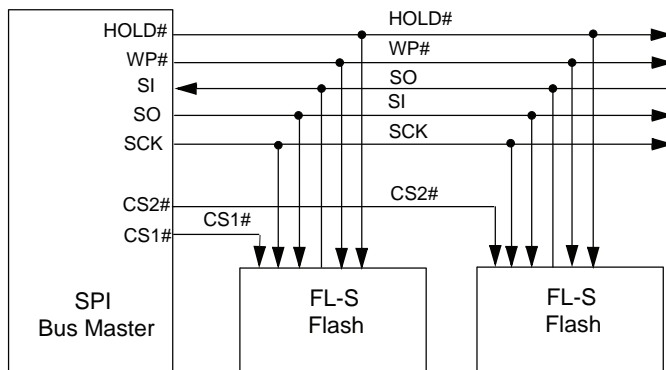 HOLD#
HOLD#
WP#
WP#
SI
SO
SO
SI
SCK
SCK
CS2#
CS2#
CS1#
CS1#
SPI
Bus Master
FL-S
Flash
FL-S
Flash